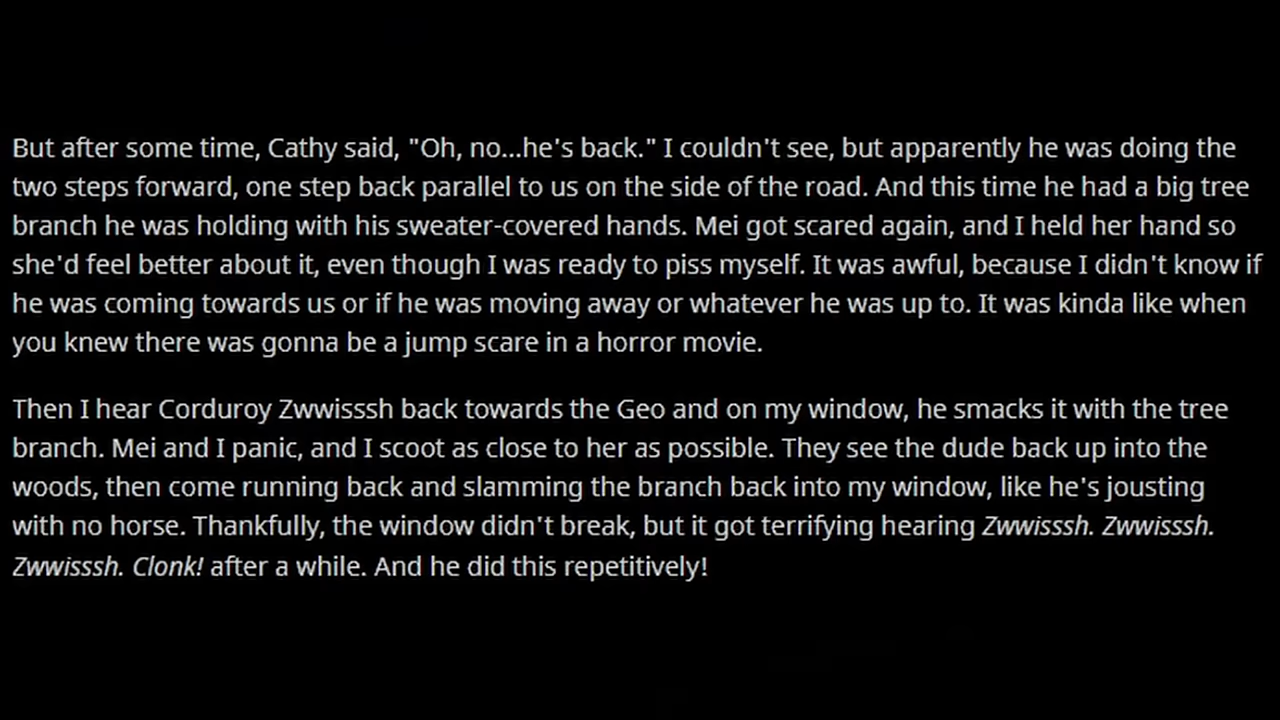 But after some time, Cathy said, "Oh, no...he's back." I couldn't see, but apparently he was doing the
two steps forward, one step back parallel to us on the side of the road. And this time he had a big tree
branch he was holding with his sweater-covered hands. Mei got scared again, and I held her hand so
she'd feel better about it, even though I was ready to piss myself. It was awful, because I didn't know if
he was coming towards us or if he was moving away or whatever he was up to. It was kinda like when
you knew there was gonna be a jump scare in a horror movie.
Then I hear Corduroy Zwwisssh back towards the Geo and on my window, he smacks it with the tree
branch. Mei and I panic, and I scoot as close to her as possible. They see the dude back up into the
woods, then come running back and slamming the branch back into my window, like he's jousting
with no horse. Thankfully, the window didn't break, but it got terrifying hearing Zwwisssh. Zwwisssh.
Zwwisssh. Clonk! after a while. And he did this repetitively!